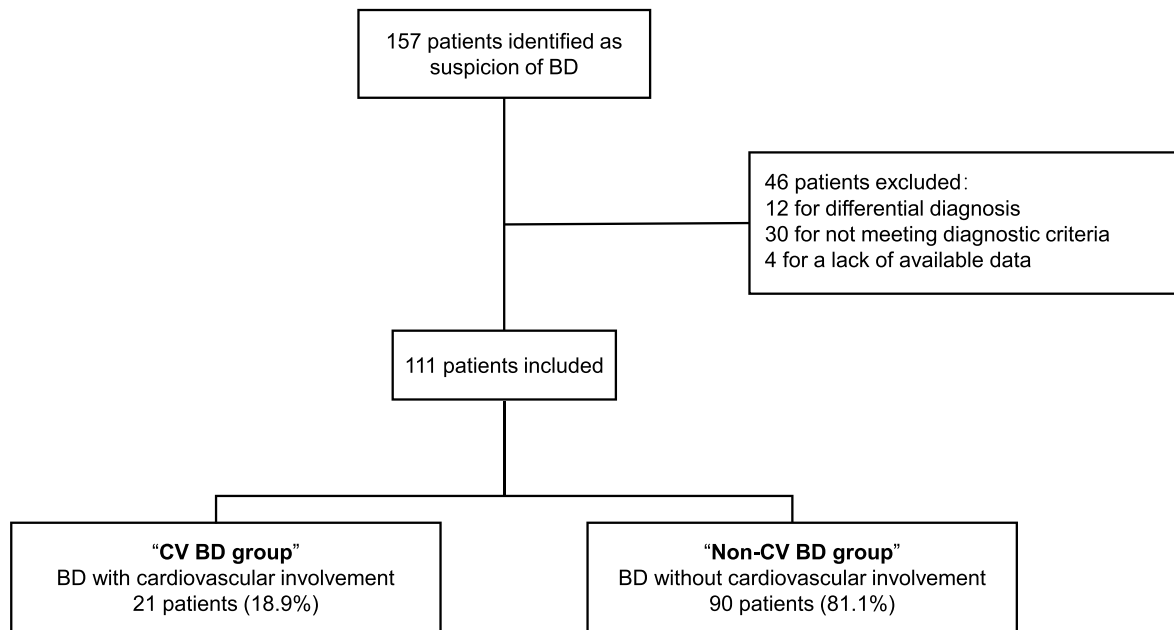 157 patients identified as
suspicion of BD
46 patients excluded：
12 for differential diagnosis
30 for not meeting diagnostic criteria
4 for a lack of available data
111 patients included
“CV BD group”
BD with cardiovascular involvement
21 patients (18.9%)
“Non-CV BD group”
BD without cardiovascular involvement
90 patients (81.1%)